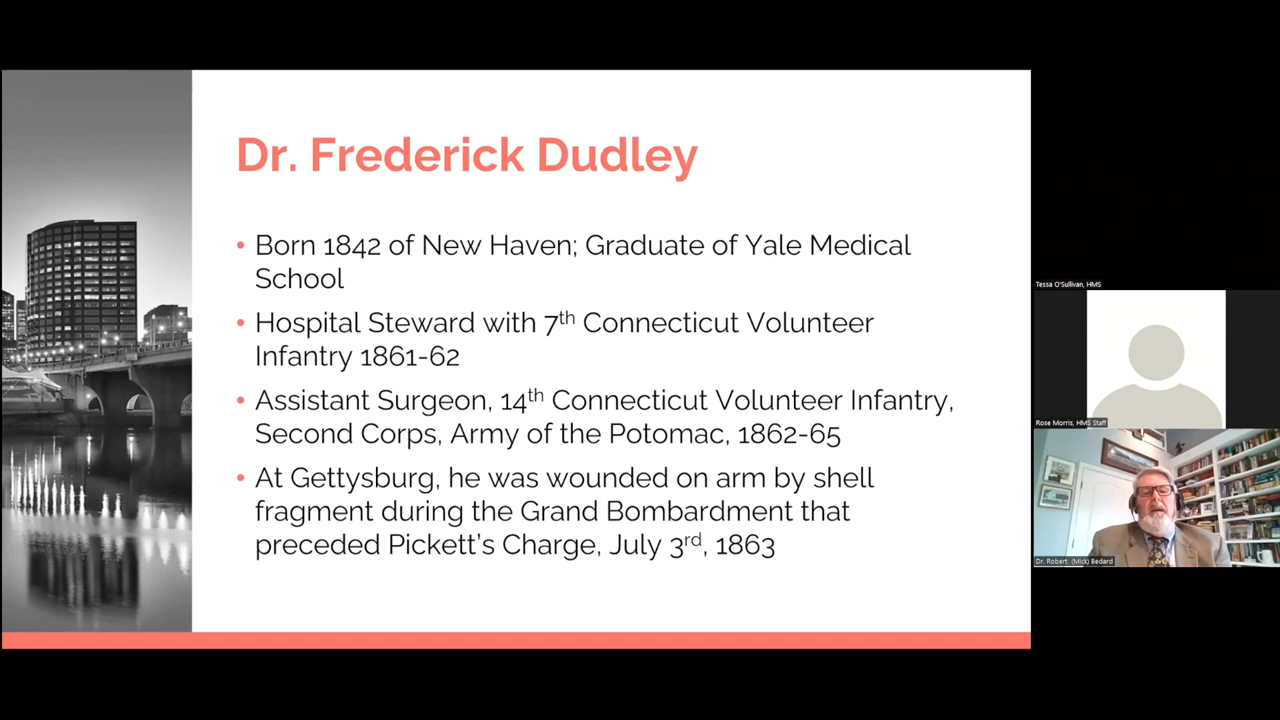 Dr. Frederick Dudley
• Born 1842 of New Haven; Graduate of Yale Medical
School
• Hospital Steward with 7th Connecticut Volunteer
Infantry 1861-62
• Assistant Surgeon, 14th Connecticut Volunteer Infantry,
Second Corps, Army of the Potomac, 1862-65
• At Gettysburg, he was wounded on arm by shell
fragment during the Grand Bombardment that
preceded Pickett's Charge, July 3rd, 1863
Tessa O'Sullivan, HMS
Rose Morris, HMS Staff
Dr. Robert (Mick) Bedard